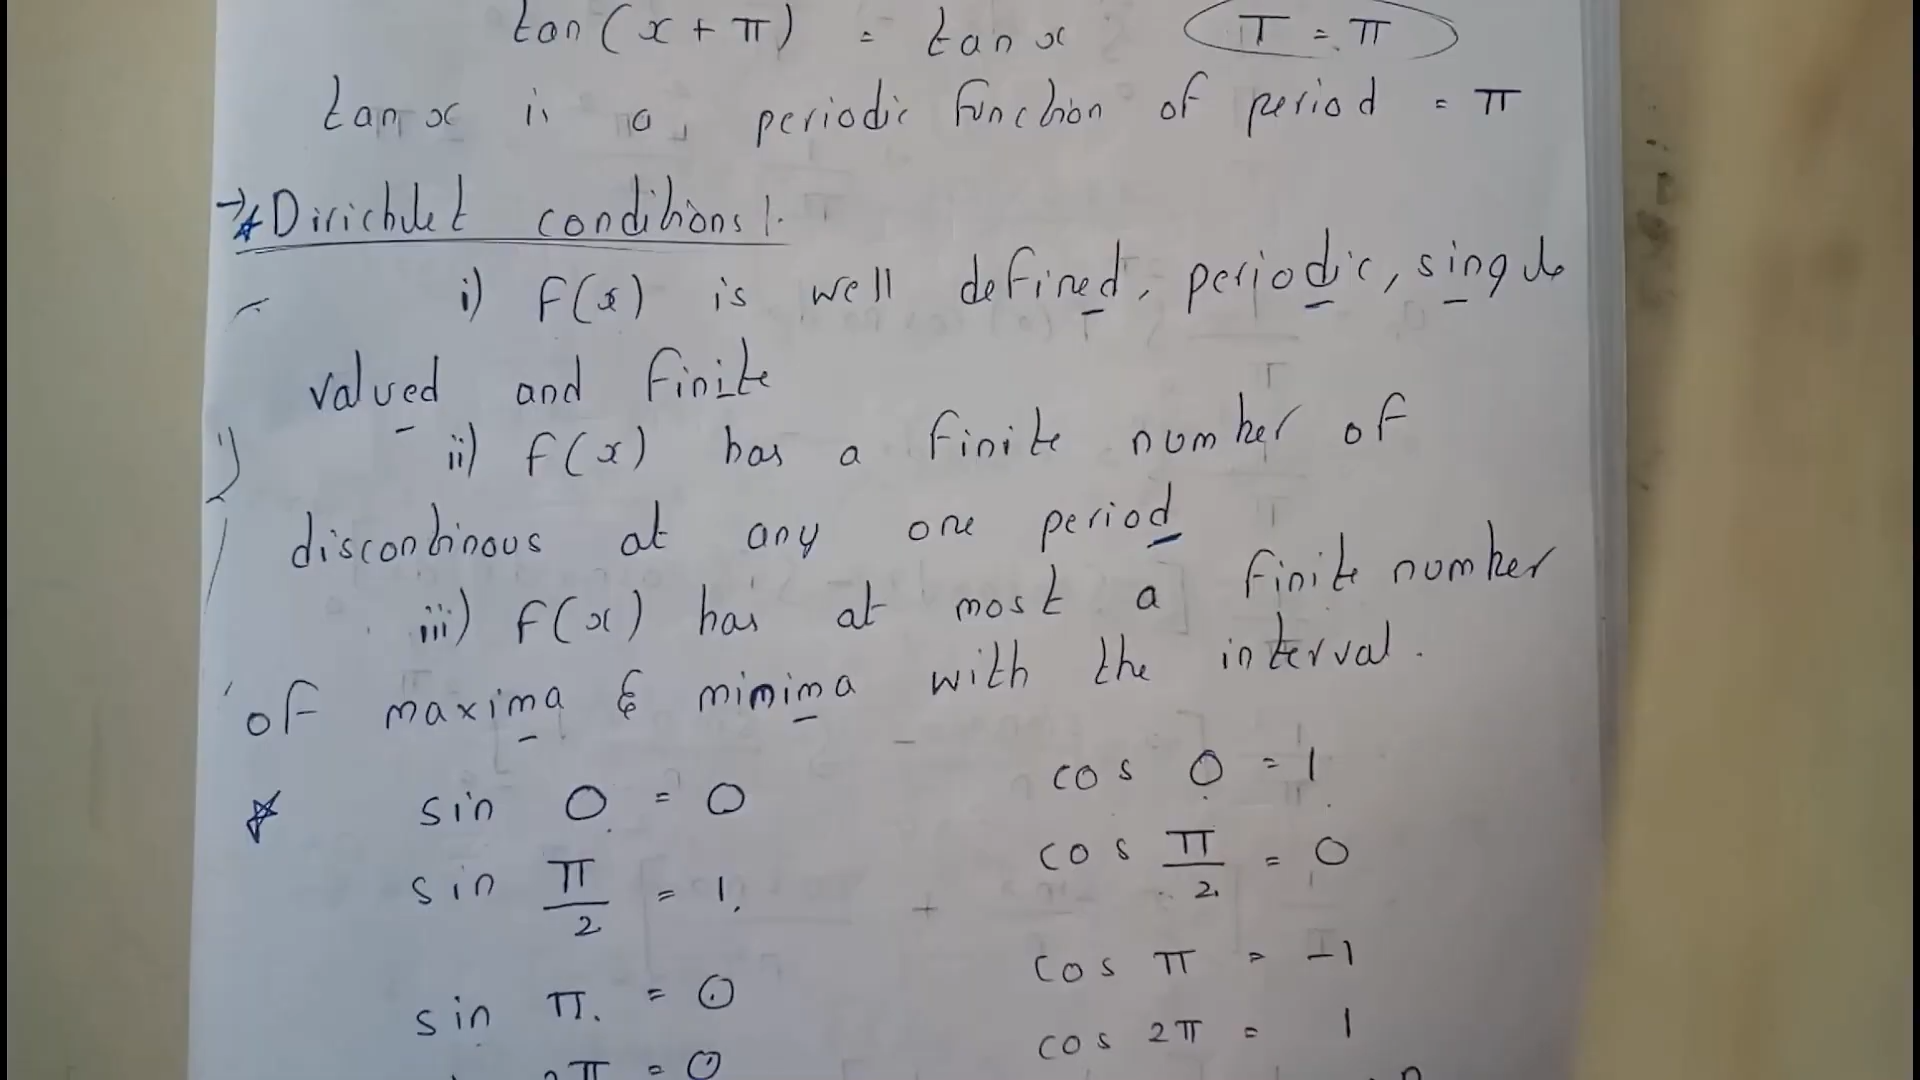 tan(x + π) = tan x T = π
tan x is a periodic function of period = π
→ ☆ Dirichlet conditions :
i) f(x) is well defined, periodic, single
valued and finite
ii) f(x) has a finite number of
discontinous at any one period
iii) f(x) has at most a finite number
of maxima & minima with the interval.
☆ sin 0 = 0 cos 0 = 1
sin π/2 = 1 cos π/2 = 0
sin π = 0 cos π = -1
2π = 0 cos 2π = 1